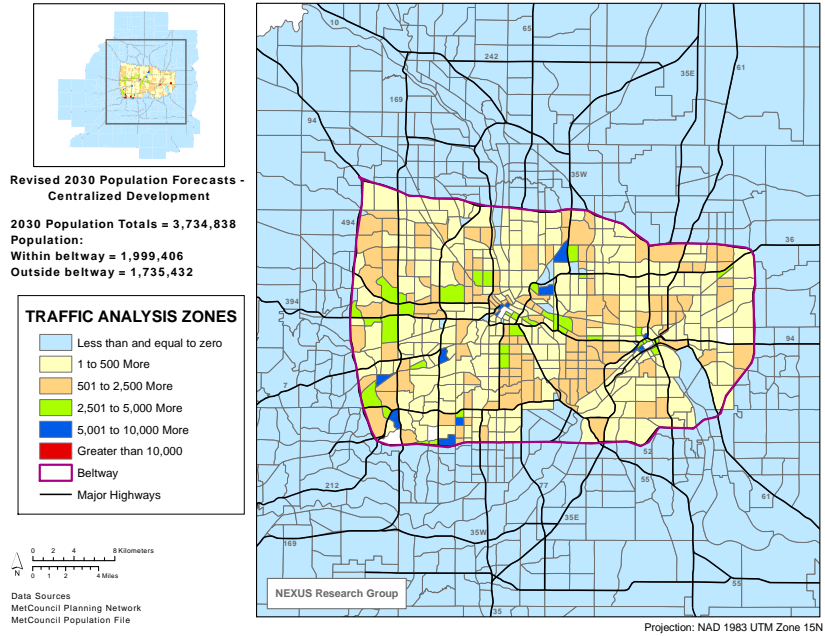 Revised 2030 Population Forecasts -
Centralized Development
2030 Population Totals = 3,734,838
Population:
Within beltway = 1,999,406
Outside beltway = 1,735,432
TRAFFIC ANALYSIS ZONES
Less than and equal to zero
1 to 500 More
501 to 2,500 More
2,501 to 5,000 More
5,001 to 10,000 More
Greater than 10,000
Beltway
Major Highways
0 2 4 8 Kilometers
0 1 2 4 Miles
N
Data Sources
MetCouncil Planning Network
MetCouncil Population File
10
65
242
35E
61
169
94
35W
494
36
394
94
7
52
55
77
212
61
35E
35W
169
55
35
NEXUS Research Group
Projection: NAD 1983 UTM Zone 15N